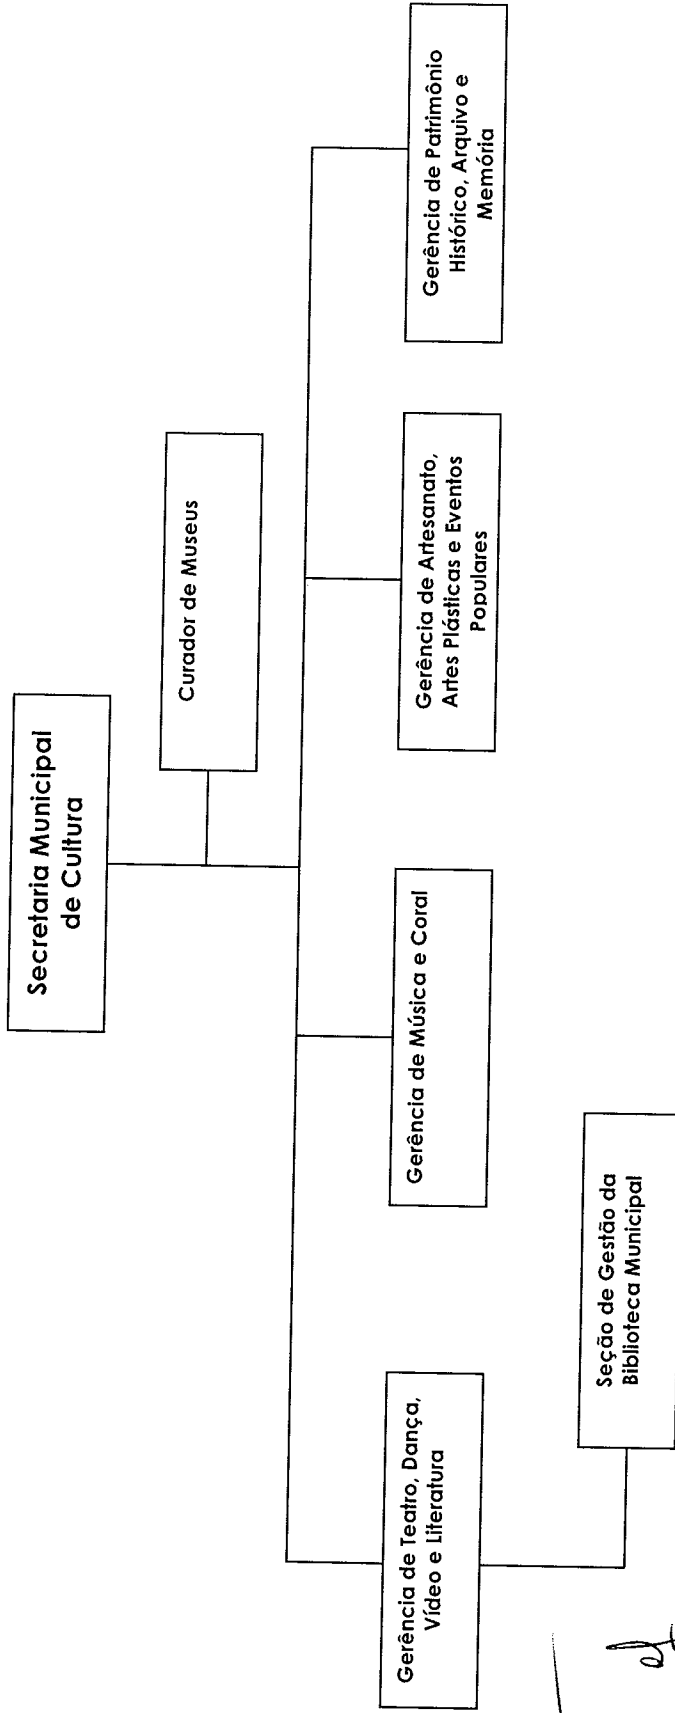 Secretaria Municipal
de Cultura
Curador de Museus
Gerência de Teatro, Dança,
Vídeo e Literatura
Gerência de Música e Coral
Gerência de Artesanato,
Artes Plásticas e Eventos
Populares
Gerência de Patrimônio
Histórico, Arquivo e
Memória
Seção de Gestão da
Biblioteca Municipal